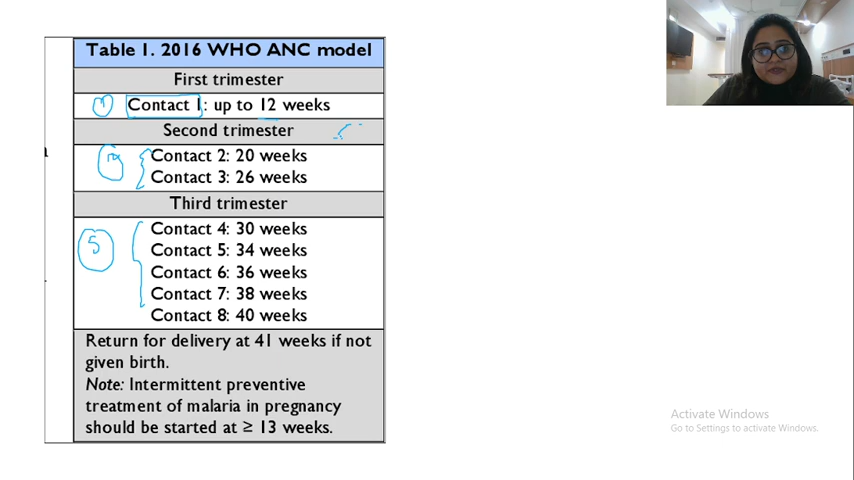 Table 1. 2016 WHO ANC model
First trimester
1 Contact 1: up to 12 weeks
Second trimester
Contact 2: 20 weeks
Contact 3: 26 weeks
Third trimester
Contact 4: 30 weeks
5 Contact 5: 34 weeks
Contact 6: 36 weeks
Contact 7: 38 weeks
Contact 8: 40 weeks
Return for delivery at 41 weeks if not
given birth.
Note: Intermittent preventive
treatment of malaria in pregnancy
should be started at ≥ 13 weeks.
Activate Windows
Go to Settings to activate Windows.